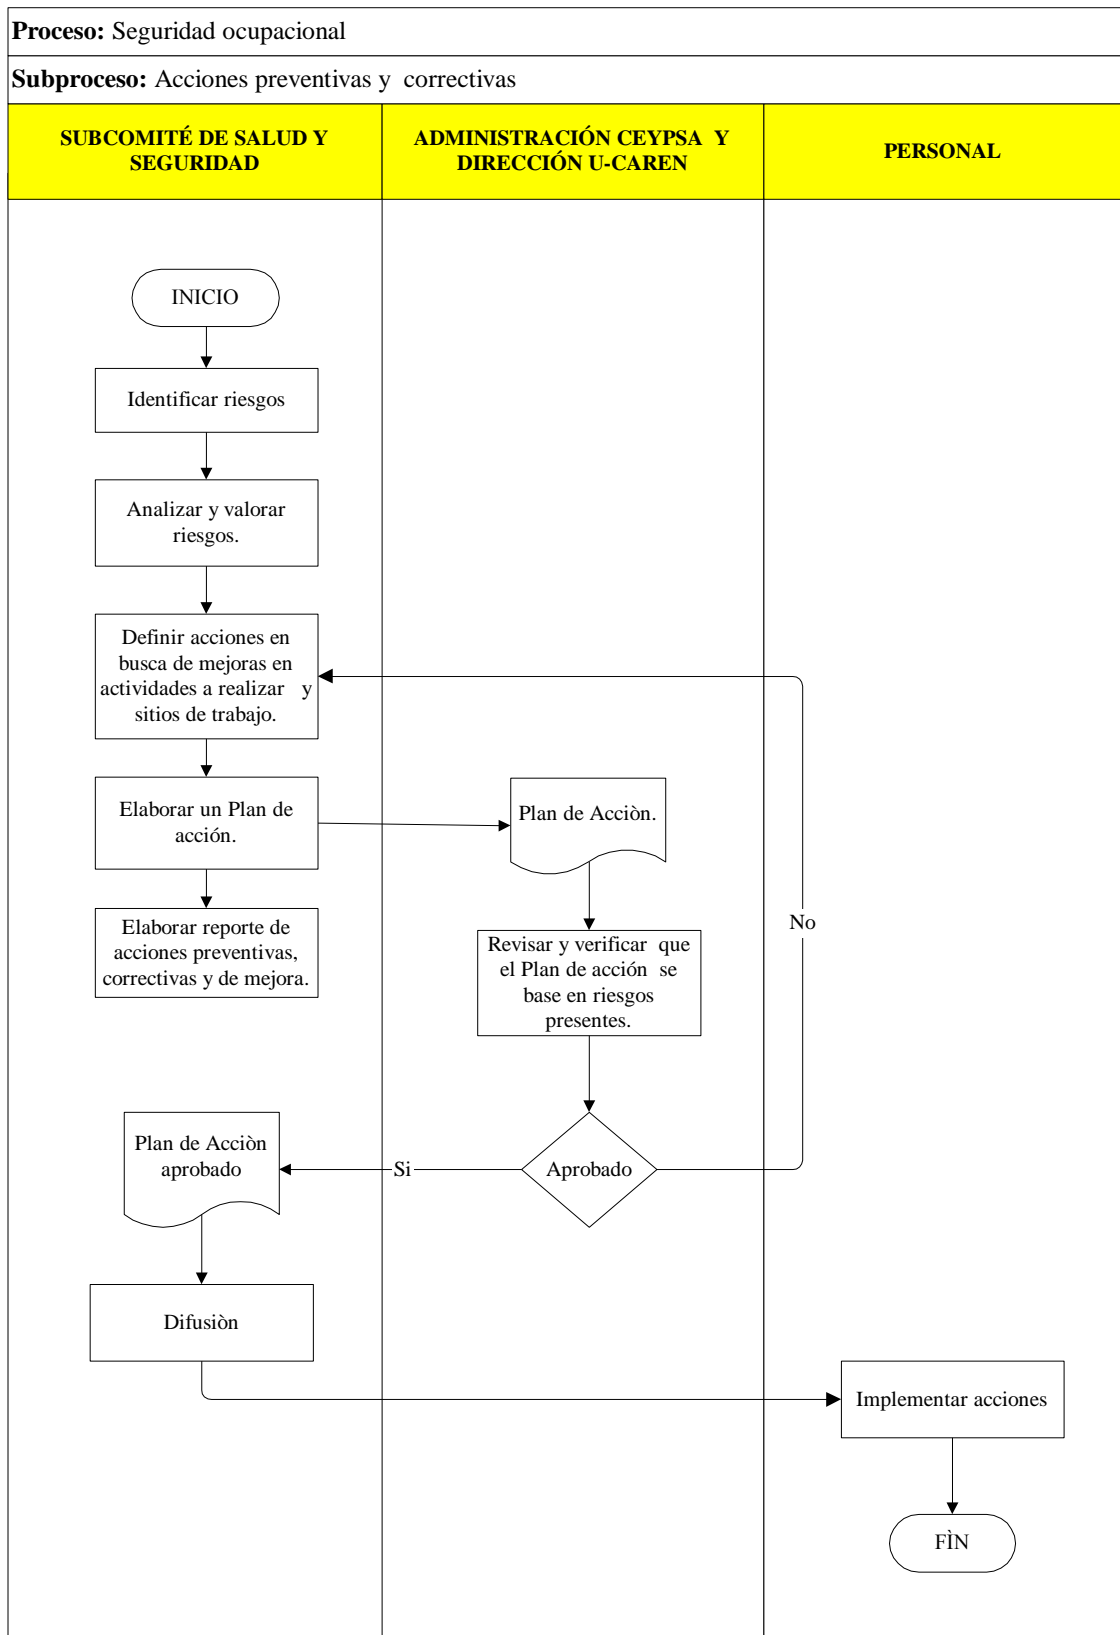 Proceso: Seguridad ocupacional
Subproceso: Acciones preventivas y  correctivas
SUBCOMITÉ DE SALUD Y
SEGURIDAD
ADMINISTRACIÓN CEYPSA  Y
DIRECCIÓN U-CAREN
PERSONAL
INICIO
Identificar riesgos
Analizar y valorar
riesgos.
Definir acciones en
busca de mejoras en
actividades a realizar   y
sitios de trabajo.
Elaborar un Plan de
acción.
Plan de Acciòn.
Elaborar reporte de
acciones preventivas,
correctivas y de mejora.
Revisar y verificar  que
el Plan de acción  se
base en riesgos
presentes.
No
Plan de Acciòn
aprobado
Si
Aprobado
Difusiòn
Implementar acciones
FÌN